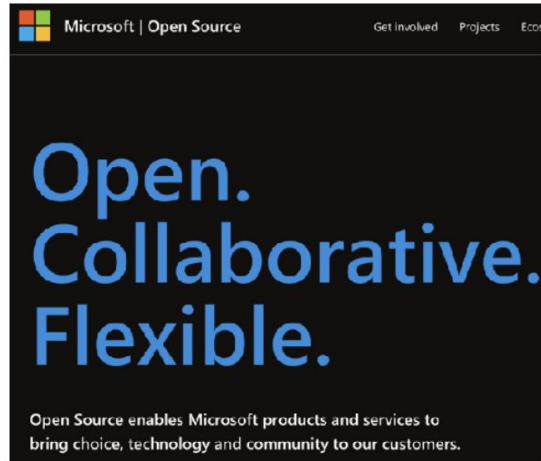 Microsoft | Open Source Get involved Projects
Open.
Collaborative.
Flexible.
Open Source enables Microsoft products and services to
bring choice, technology and community to our customers.